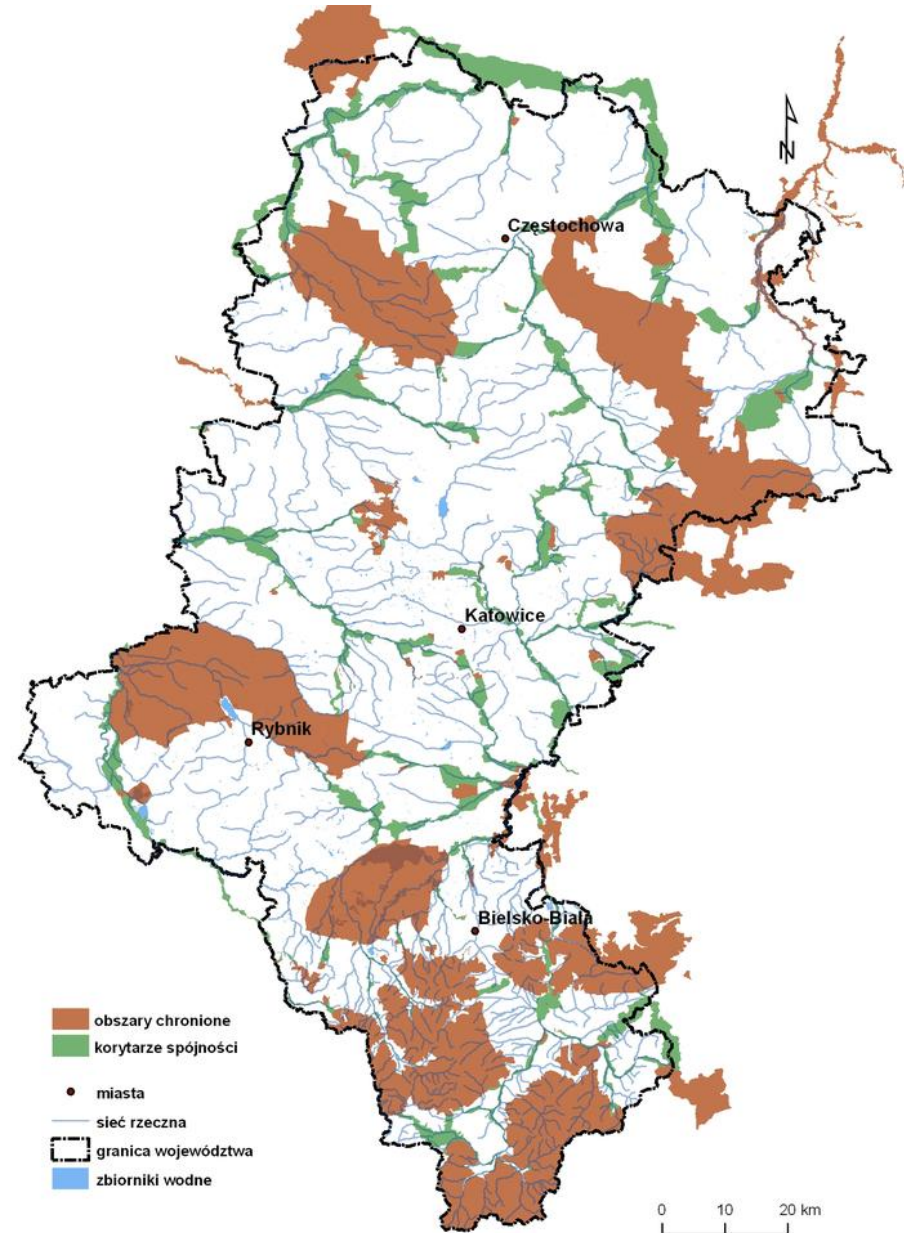 N
Częstochowa
Katowice
Rybnik
Bielsko-Biała
obszary chronione
korytarze spójności
miasta
sieć rzeczna
granica województwa
zbiorniki wodne
0 10 20 km